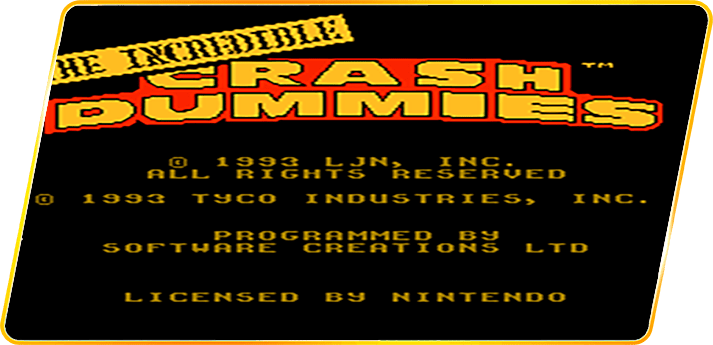 THE INCREDIBLE
CRASH™
DUMMIES
© 1993 LJN, INC.
ALL RIGHTS RESERVED
© 1993 TYCO INDUSTRIES, INC.
PROGRAMMED BY
SOFTWARE CREATIONS LTD
LICENSED BY NINTENDO